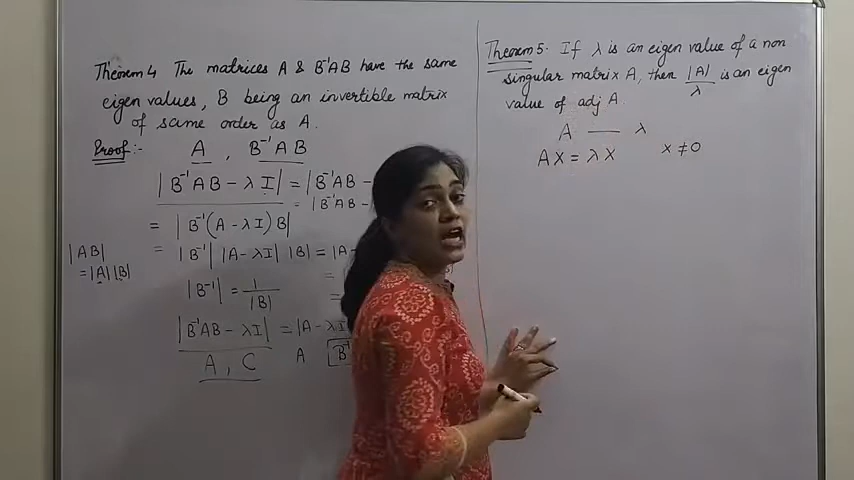 Theorem 4 The matrices A & B⁻¹AB have the same
eigen values, B being an invertible matrix
of same order as A.
Proof:- A , B⁻¹AB
|B⁻¹AB - λI| = |B⁻¹AB -
= |B⁻¹AB -
= |B⁻¹(A - λI)B|
= |B⁻¹| |A - λI| |B| = |A -
|AB|
= |A| |B|
|B⁻¹| = 1/|B|
=
=
|B⁻¹AB - λI| = |A - λI
A , C A B⁻¹
Theorem 5. If λ is an eigen value of a non
singular matrix A, then |A|/λ is an eigen
value of adj A.
A — λ
AX = λX X ≠ 0